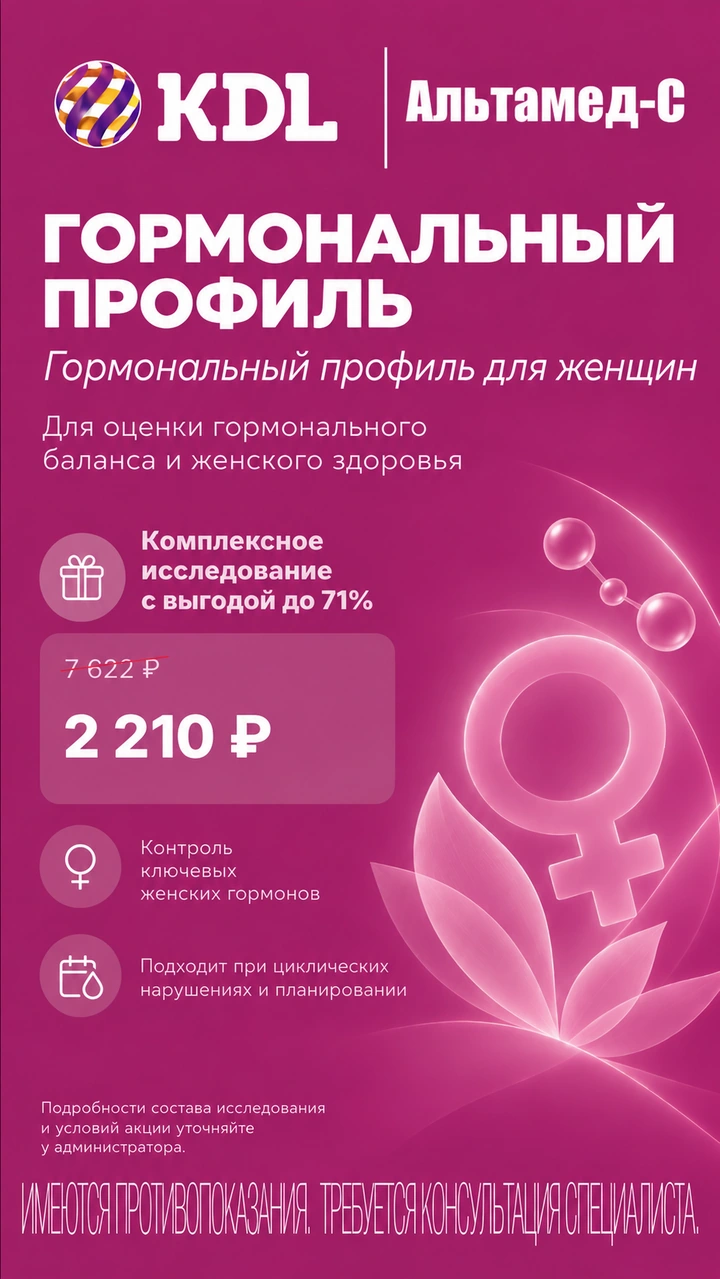 KDL
Альтамед-С
ГОРМОНАЛЬНЫЙ
ПРОФИЛЬ
Гормональный профиль для женщин
Для оценки гормонального
баланса и женского здоровья
Комплексное
исследование
с выгодой до 71%
7 622 ₽
2 210 ₽
Контроль
ключевых
женских гормонов
Подходит при циклических
нарушениях и планировании
Подробности состава исследования
и условий акции уточняйте
у администратора.
ИМЕЮТСЯ ПРОТИВОПОКАЗАНИЯ. ТРЕБУЕТСЯ КОНСУЛЬТАЦИЯ СПЕЦИАЛИСТА.